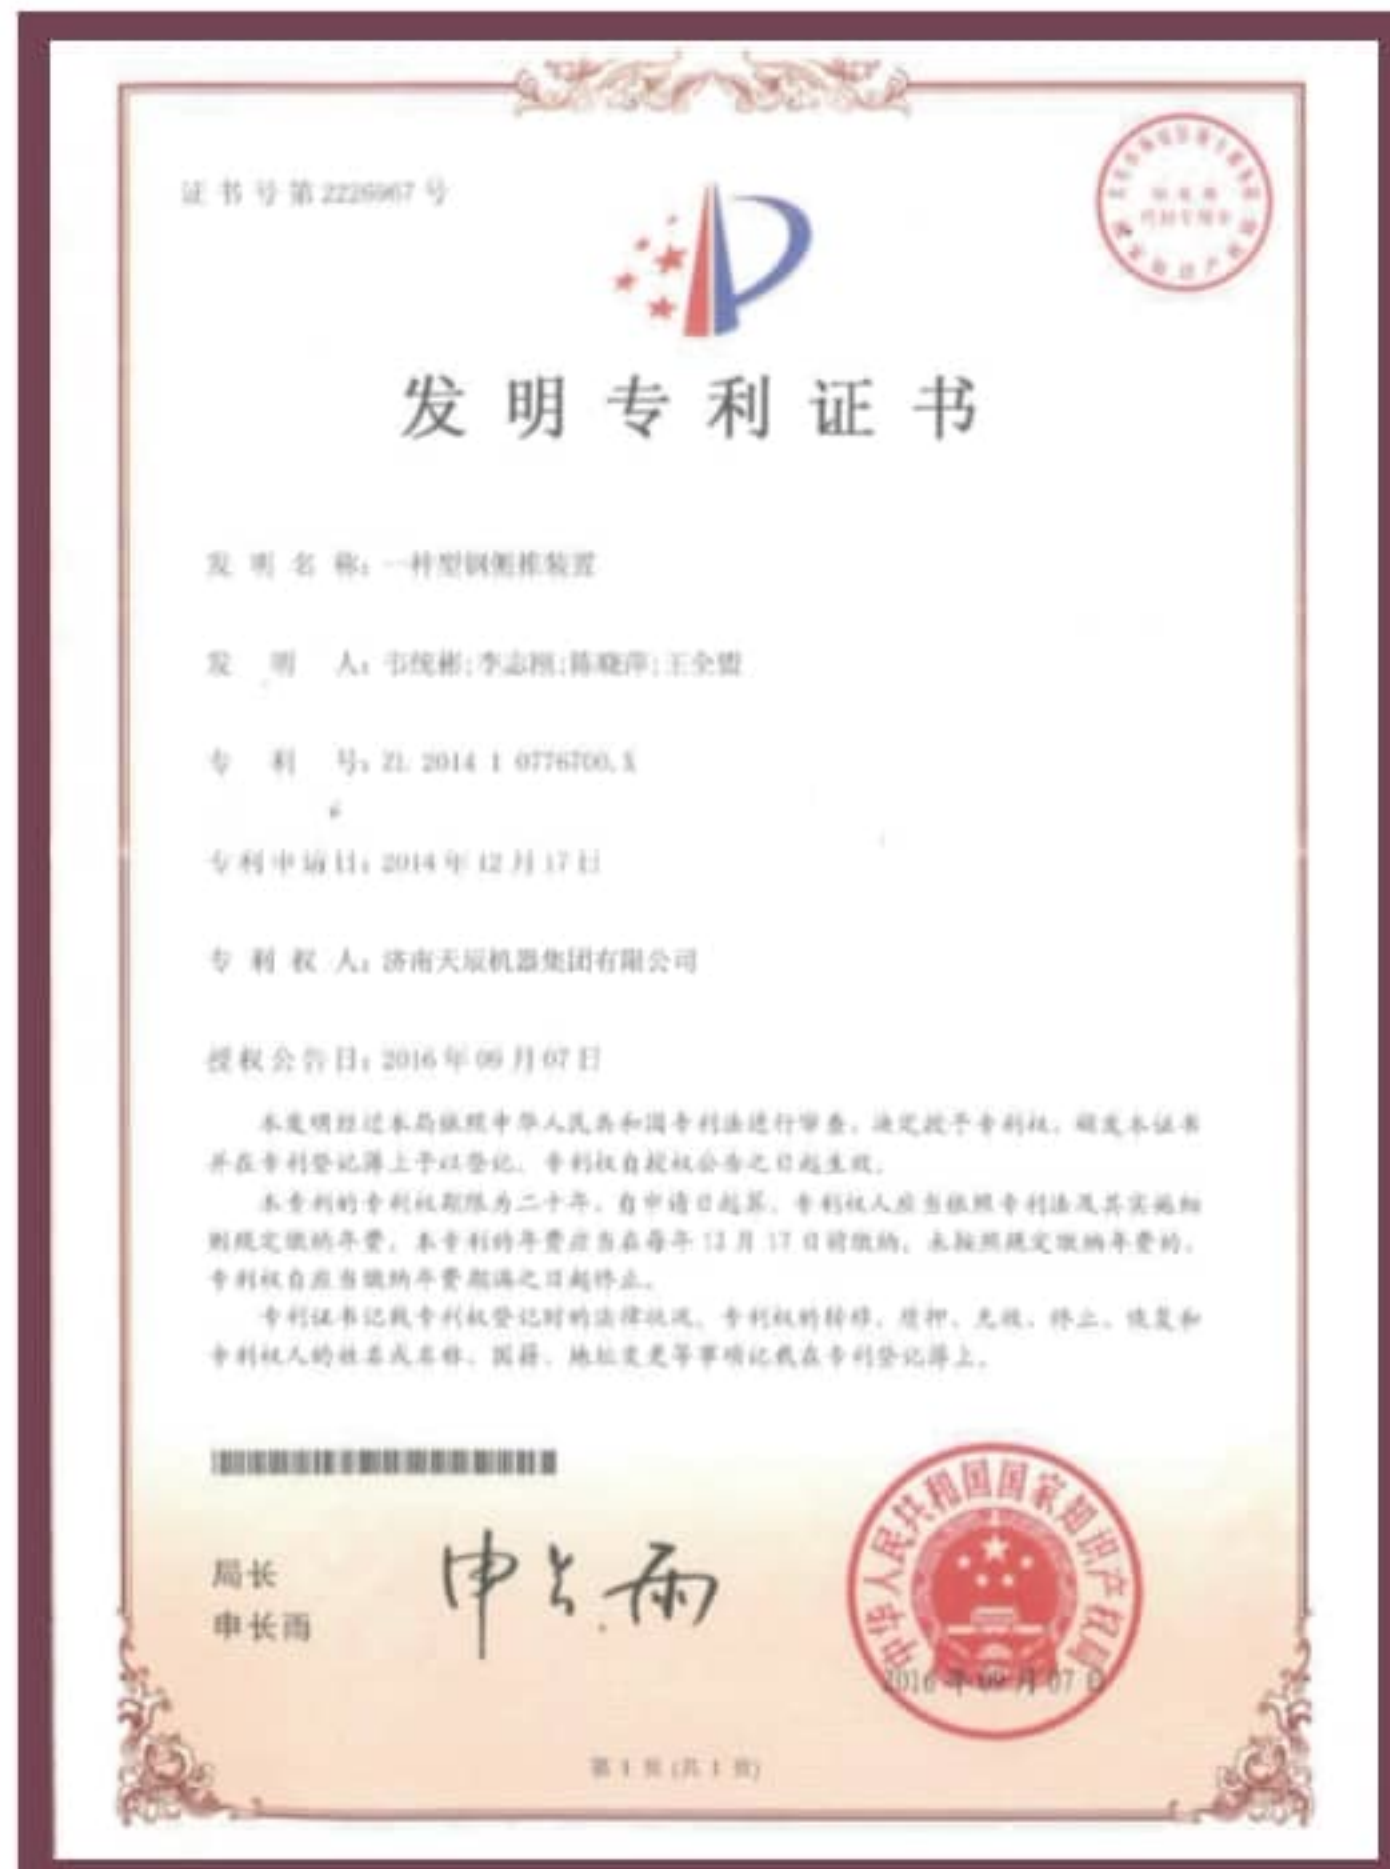 证书号第2226967号
发明专利证书
发明名称：一种型钢侧推装置
发明人：韦统彬;李志刚;陈晓萍;王全盟
专利号：ZL 2014 1 0776700.X
专利申请日：2014年12月17日
专利权人：济南天辰机器集团有限公司
授权公告日：2016年09月07日
本发明经过本局依照中华人民共和国专利法进行审查，决定授予专利权，颁发本证书
并在专利登记簿上予以登记。专利权自授权公告之日起生效。
本专利的专利权期限为二十年，自申请日起算。专利权人应当依照专利法及其实施细
则规定缴纳年费。本专利的年费应当在每年12月17日前缴纳。未按照规定缴纳年费的，
专利权自应当缴纳年费期满之日起终止。
专利证书记载专利权登记时的法律状况。专利权的转移、质押、无效、终止、恢复和
专利权人的姓名或名称、国籍、地址变更等事项记载在专利登记簿上。
局长
申长雨
申长雨
中华人民共和国国家知识产权局
2016年09月07日
第1页(共1页)